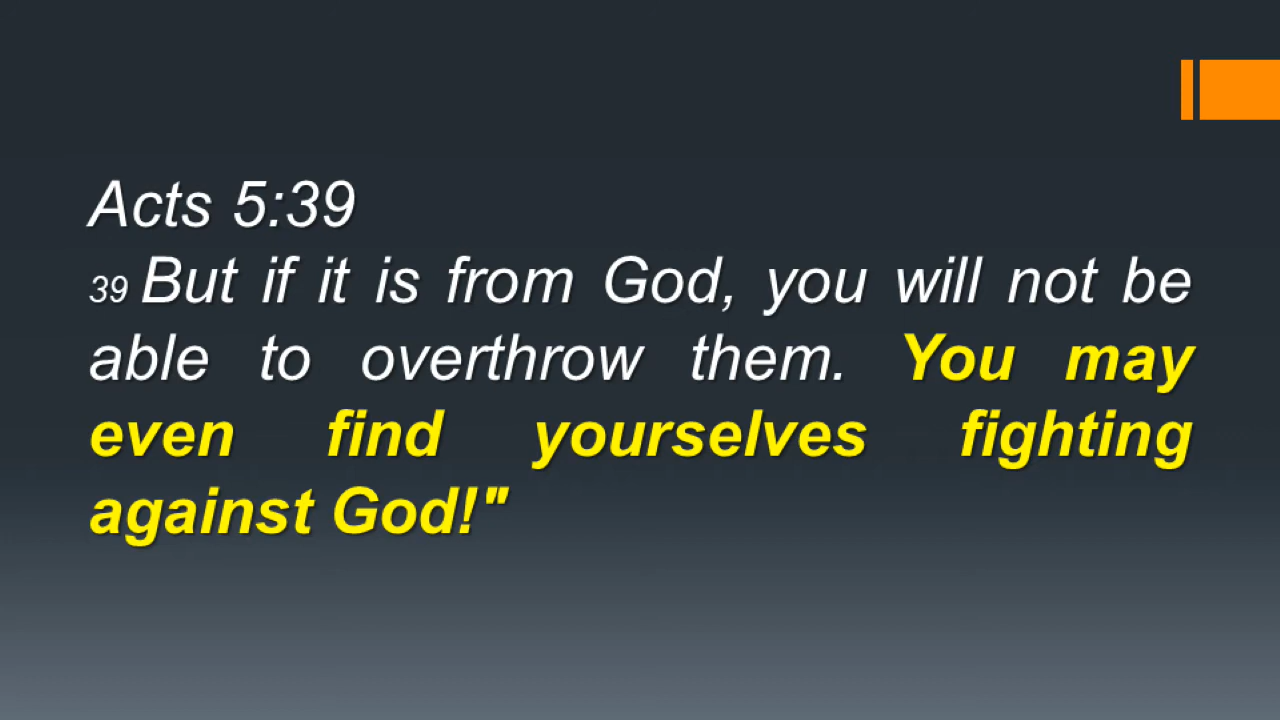 Acts 5:39
39 But if it is from God, you will not be
able to overthrow them. You may
even find yourselves fighting
against God!"